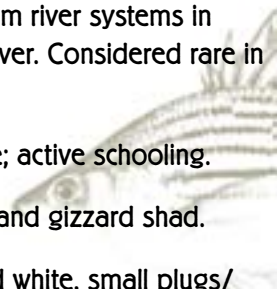 m river systems in
ver. Considered rare in
; active schooling.
and gizzard shad.
d white, small plugs/